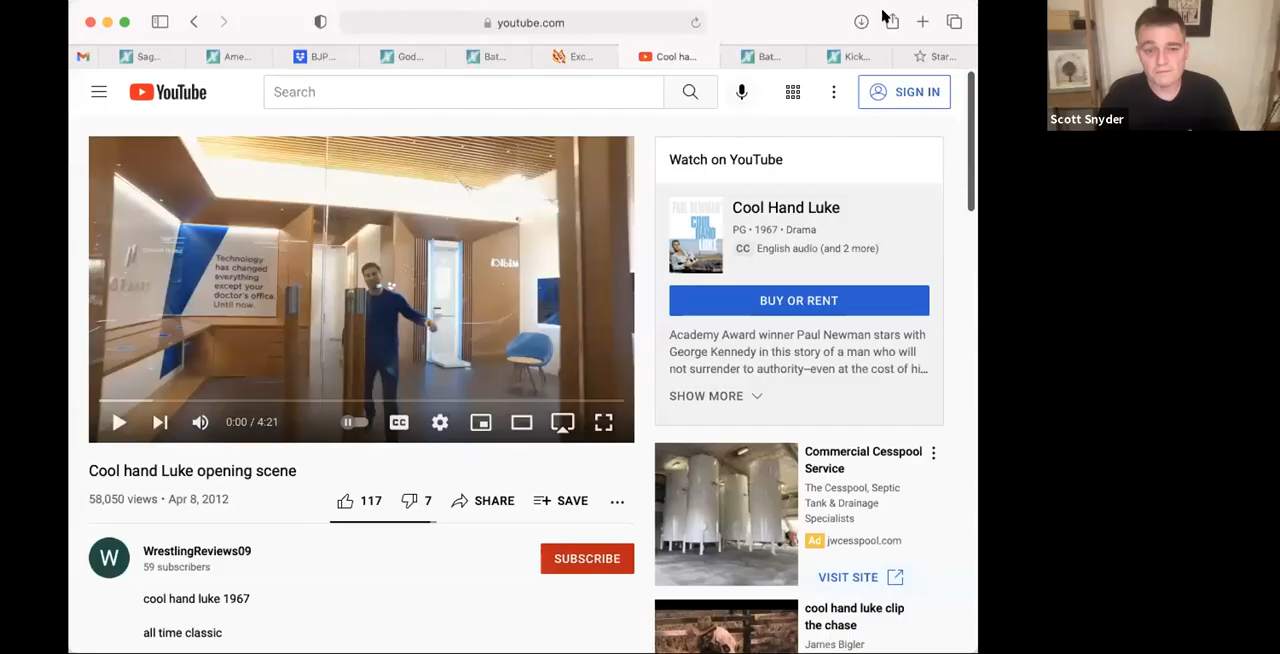 youtube.com
Sag...
Ame...
BJP...
God...
Bat...
Exc...
Cool ha...
Bat...
Kick...
Star...
YouTube
Search
SIGN IN
Technology
has changed
everything
except your
doctor's office.
Until now.
0:00 / 4:21
CC
Cool hand Luke opening scene
58,050 views • Apr 8, 2012
117
7
SHARE
SAVE
W
WrestlingReviews09
59 subscribers
SUBSCRIBE
cool hand luke 1967
all time classic
Watch on YouTube
PAUL NEWMAN
COOL
HAND
LUKE
Cool Hand Luke
PG • 1967 • Drama
CC English audio (and 2 more)
BUY OR RENT
Academy Award winner Paul Newman stars with
George Kennedy in this story of a man who will
not surrender to authority–even at the cost of hi...
SHOW MORE
Commercial Cesspool
Service
The Cesspool, Septic
Tank & Drainage
Specialists
Ad jwcesspool.com
VISIT SITE
cool hand luke clip
the chase
James Bigler
Scott Snyder